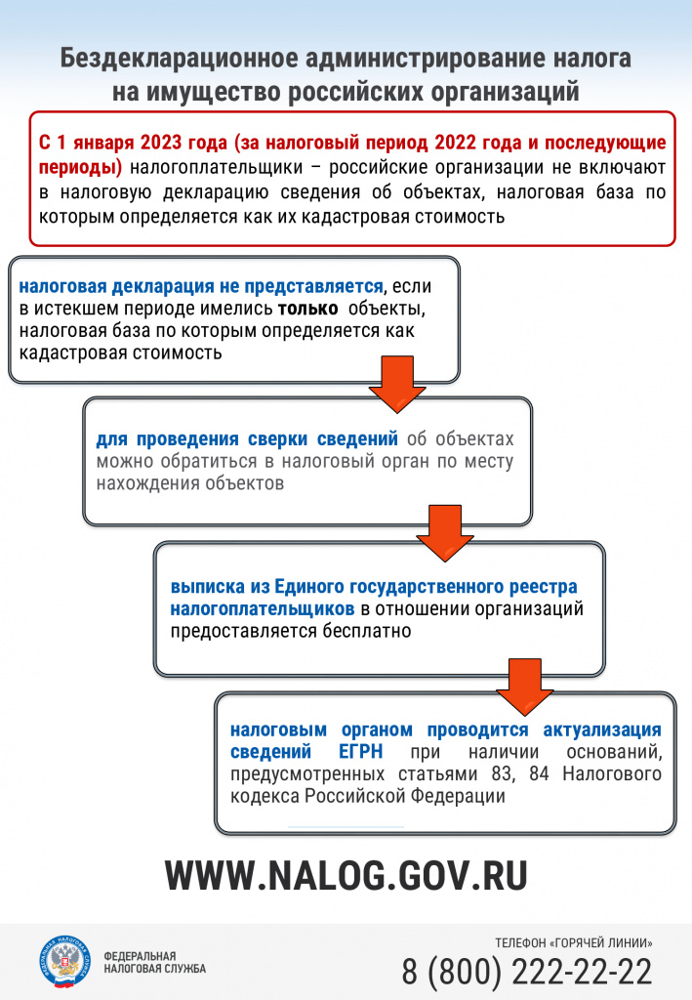 Бездекларационное администрирование налога
на имущество российских организаций
С 1 января 2023 года (за налоговый период 2022 года и последующие
периоды) налогоплательщики – российские организации не включают
в налоговую декларацию сведения об объектах, налоговая база по
которым определяется как их кадастровая стоимость
налоговая декларация не представляется, если
в истекшем периоде имелись только объекты,
налоговая база по которым определяется как
кадастровая стоимость
для проведения сверки сведений об объектах
можно обратиться в налоговый орган по месту
нахождения объектов
выписка из Единого государственного реестра
налогоплательщиков в отношении организаций
предоставляется бесплатно
налоговым органом проводится актуализация
сведений ЕГРН при наличии оснований,
предусмотренных статьями 83, 84 Налогового
кодекса Российской Федерации
WWW.NALOG.GOV.RU
ФЕДЕРАЛЬНАЯ НАЛОГОВАЯ СЛУЖБА
ФЕДЕРАЛЬНАЯ
НАЛОГОВАЯ СЛУЖБА
ТЕЛЕФОН «ГОРЯЧЕЙ ЛИНИИ»
8 (800) 222-22-22